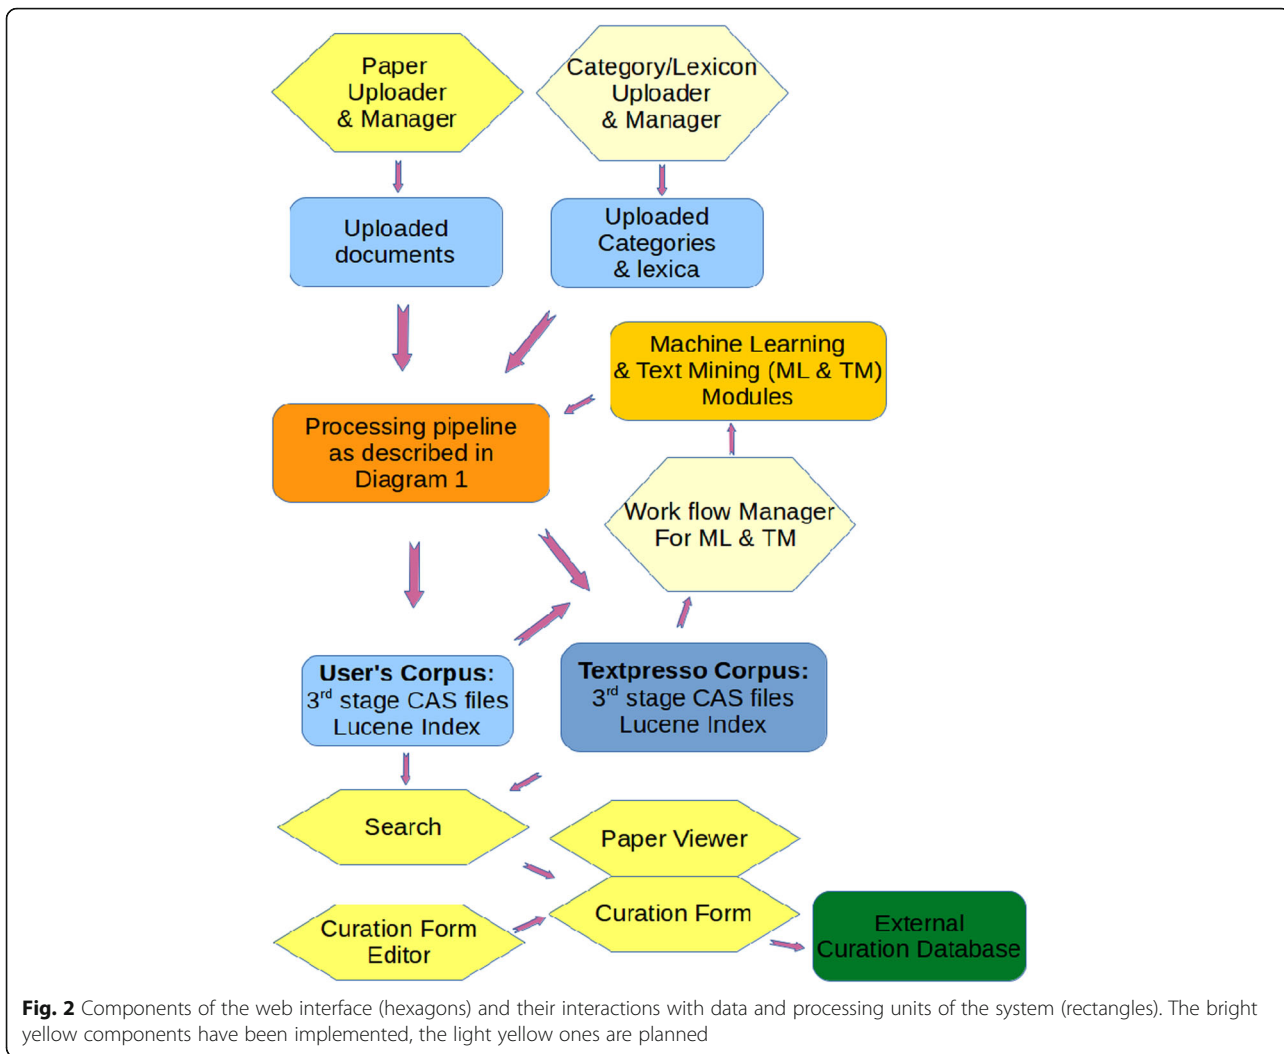 Paper
Uploader
& Manager
Category/Lexicon
Uploader
& Manager
Uploaded
documents
Uploaded
Categories
& lexica
Machine Learning
& Text Mining (ML & TM)
Modules
Processing pipeline
as described in
Diagram 1
Work flow Manager
For ML & TM
User's Corpus:
3rd stage CAS files
Lucene Index
Textpresso Corpus:
3rd stage CAS files
Lucene Index
Search
Paper Viewer
Curation Form
Curation Form
Editor
External
Curation Database
Fig. 2 Components of the web interface (hexagons) and their interactions with data and processing units of the system (rectangles). The bright
yellow components have been implemented, the light yellow ones are planned